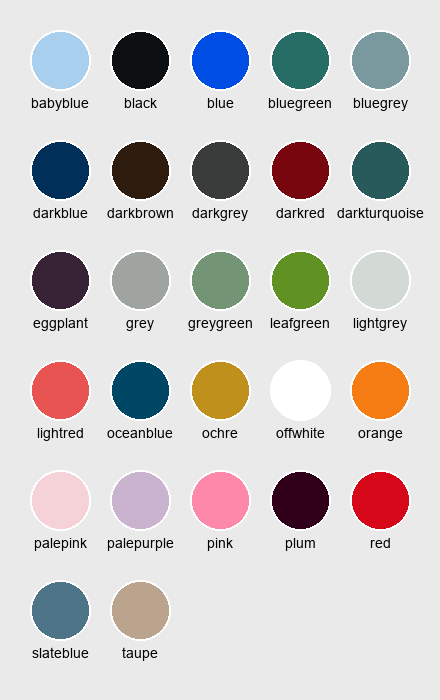 babyblue black blue bluegreen bluegrey
darkblue darkbrown darkgrey darkred darkturquoise
eggplant grey greygreen leafgreen lightgrey
lightred oceanblue ochre offwhite orange
palepink palepurple pink plum red
slateblue taupe